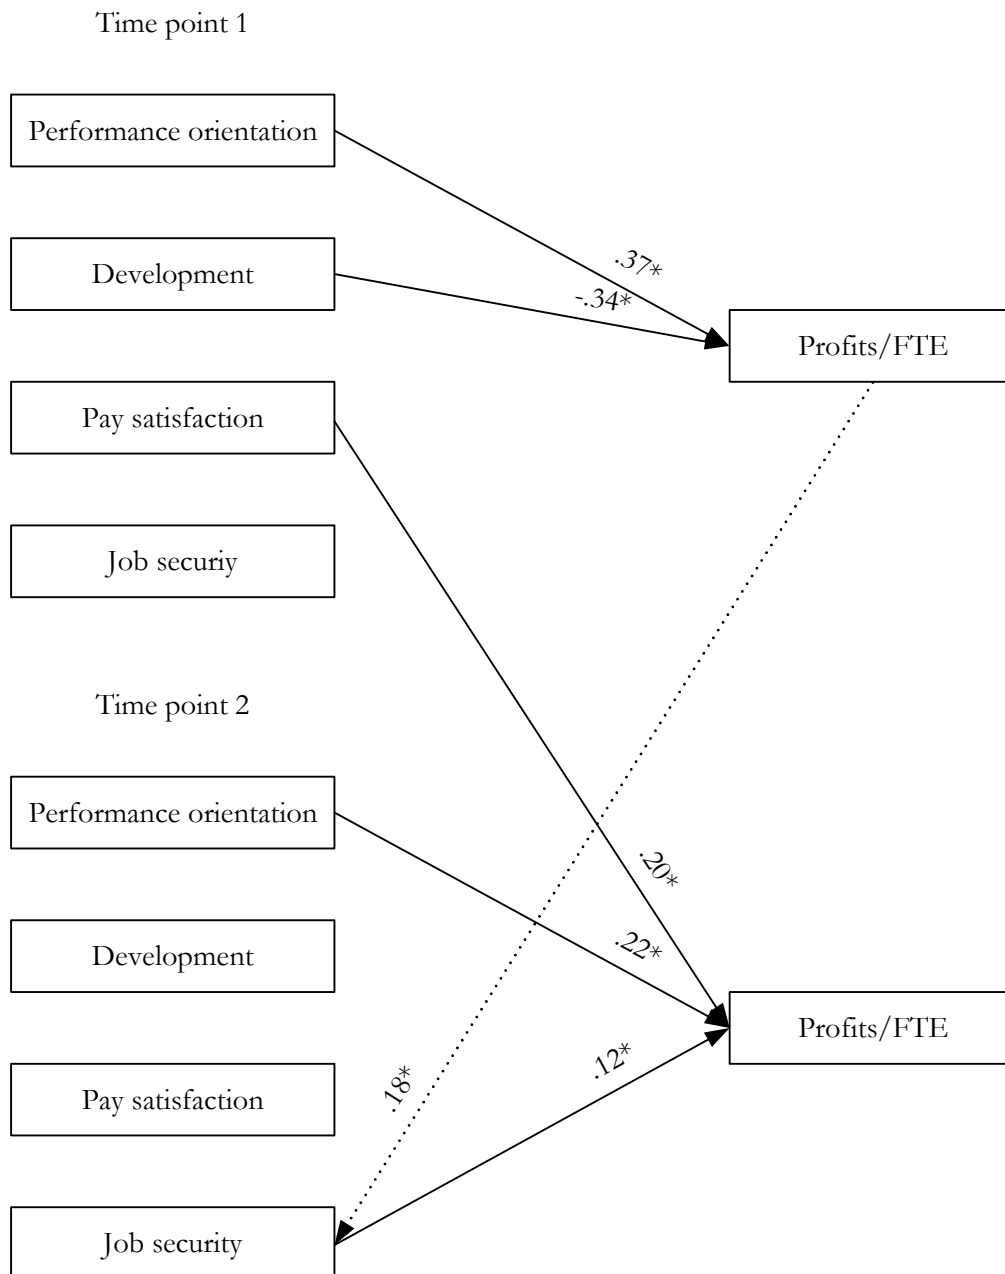 Time point 1
Performance orientation
.37*
Development
-.34*
Profits/FTE
Pay satisfaction
Job securiy
Time point 2
Performance orientation
.20*
.22*
Development
Profits/FTE
.12*
.18*
Pay satisfaction
Job security